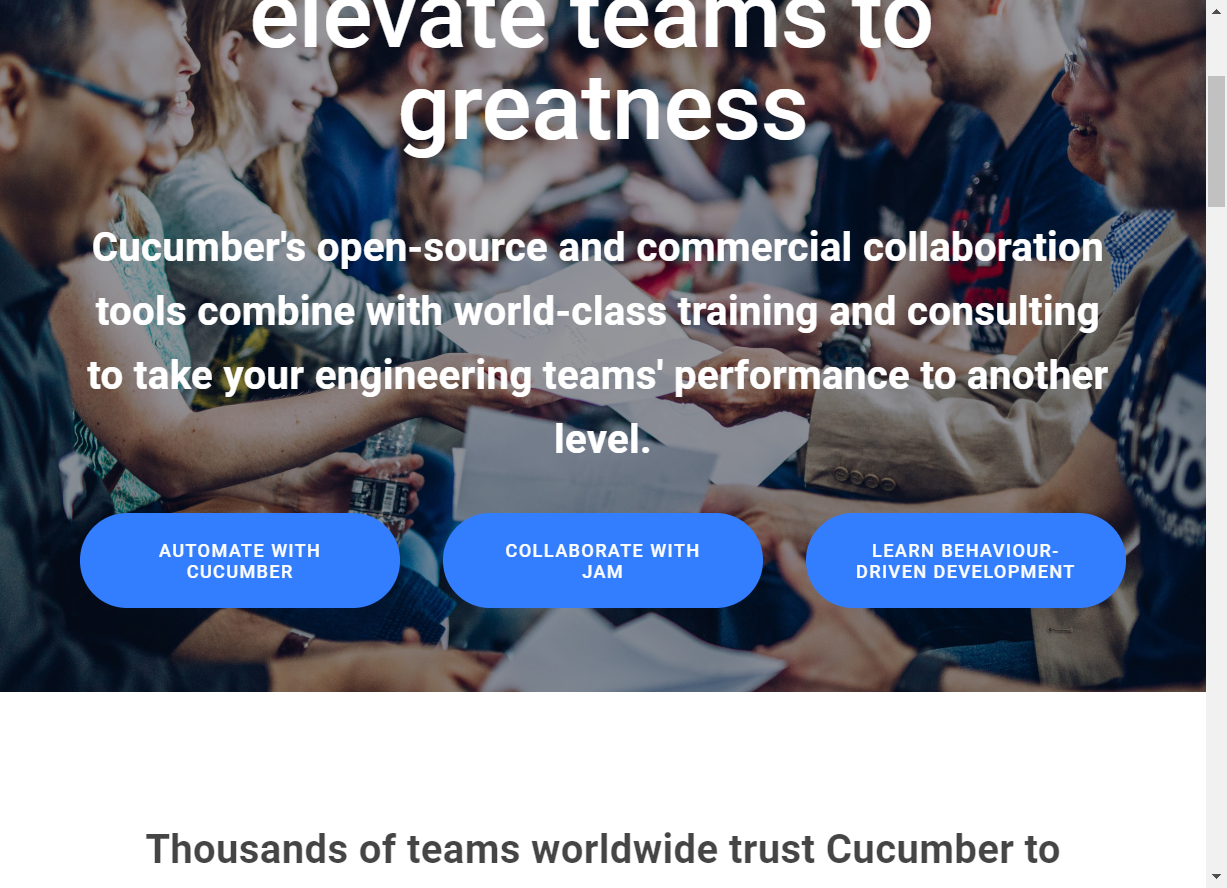 elevate teams to
greatness
Cucumber's open-source and commercial collaboration
tools combine with world-class training and consulting
to take your engineering teams' performance to another
level.
AUTOMATE WITH
CUCUMBER
COLLABORATE WITH
JAM
LEARN BEHAVIOUR-
DRIVEN DEVELOPMENT
Thousands of teams worldwide trust Cucumber to